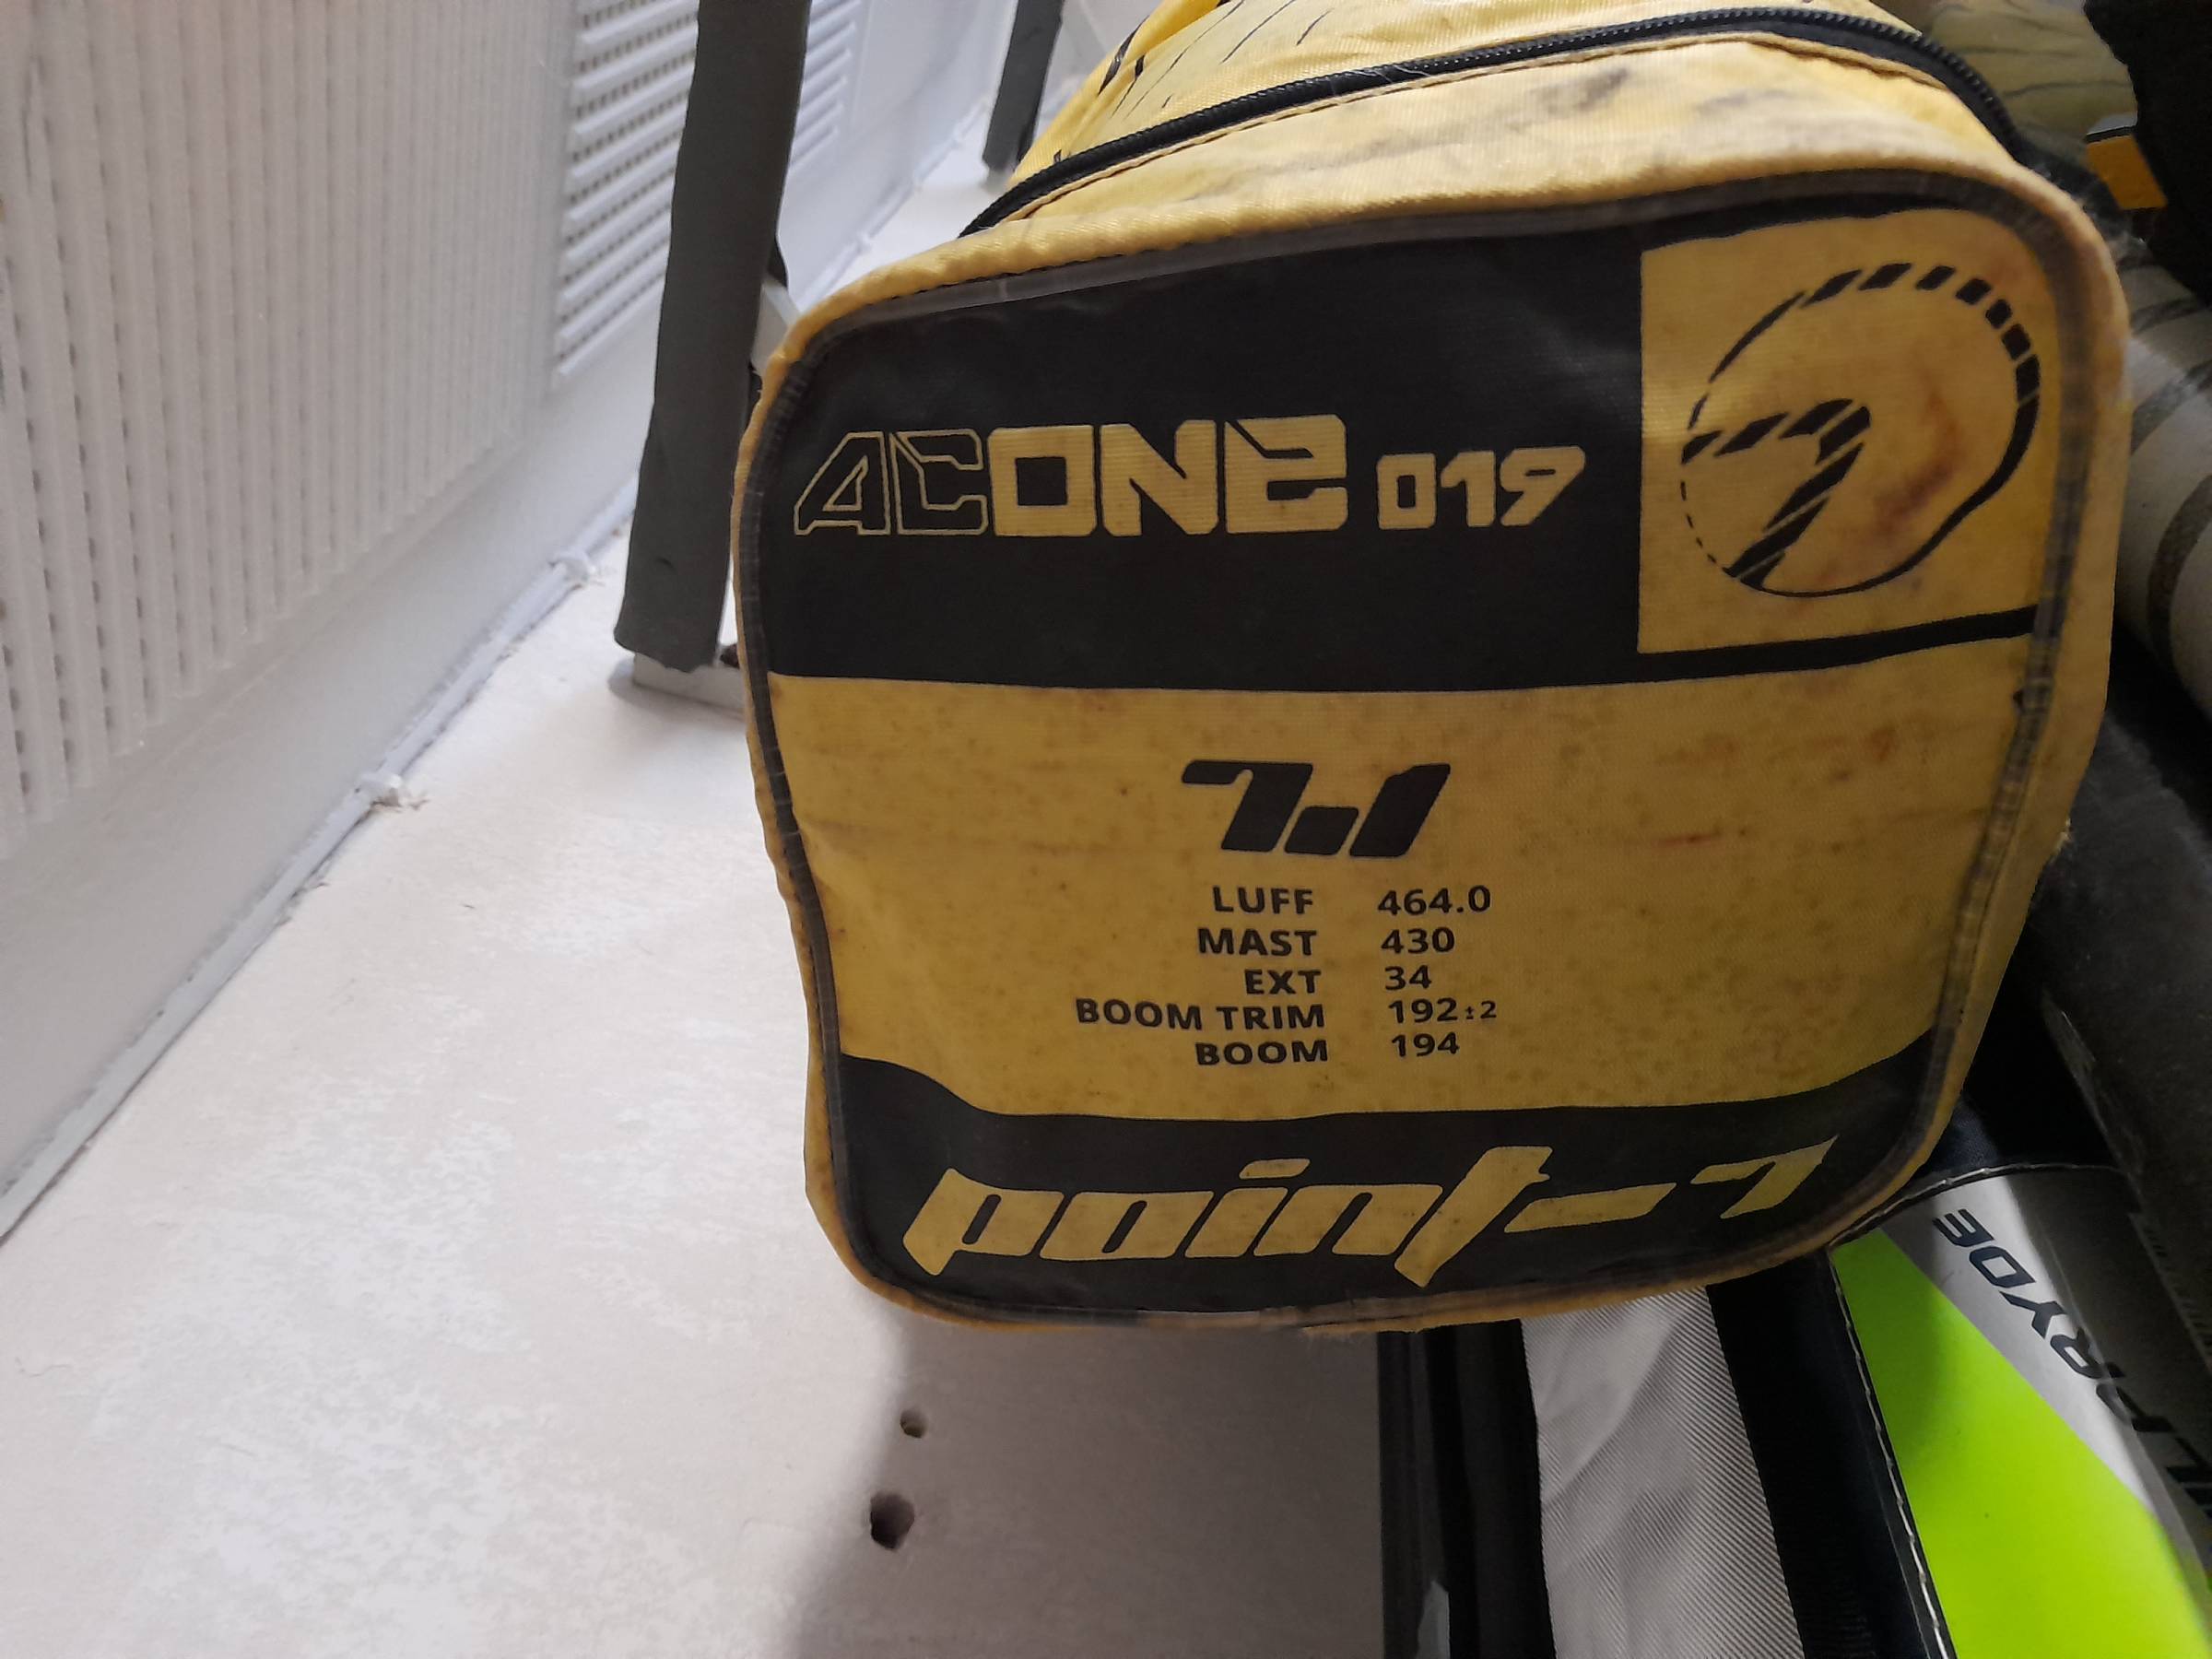 ACONE 019
7.1
LUFF 464.0
MAST 430
EXT 34
BOOM TRIM 192±2
BOOM 194
point-7
RYDE